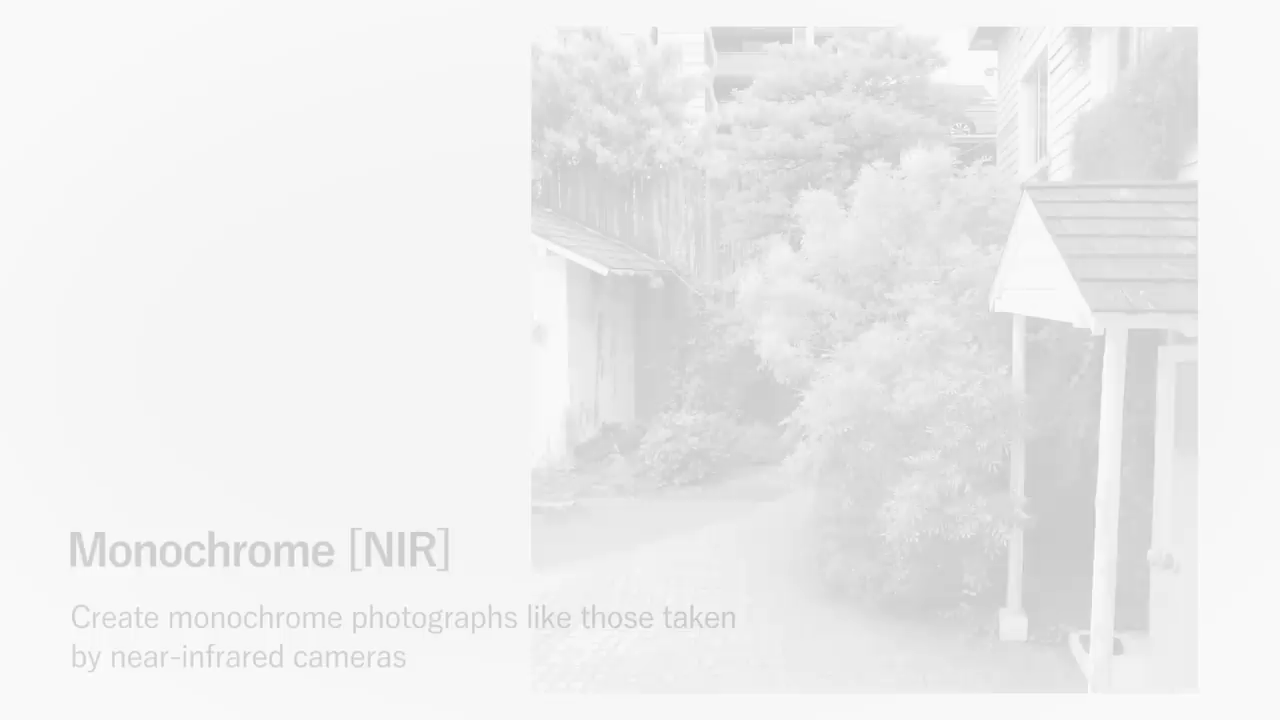 Monochrome [NIR]
Create monochrome photographs like those taken
by near-infrared cameras